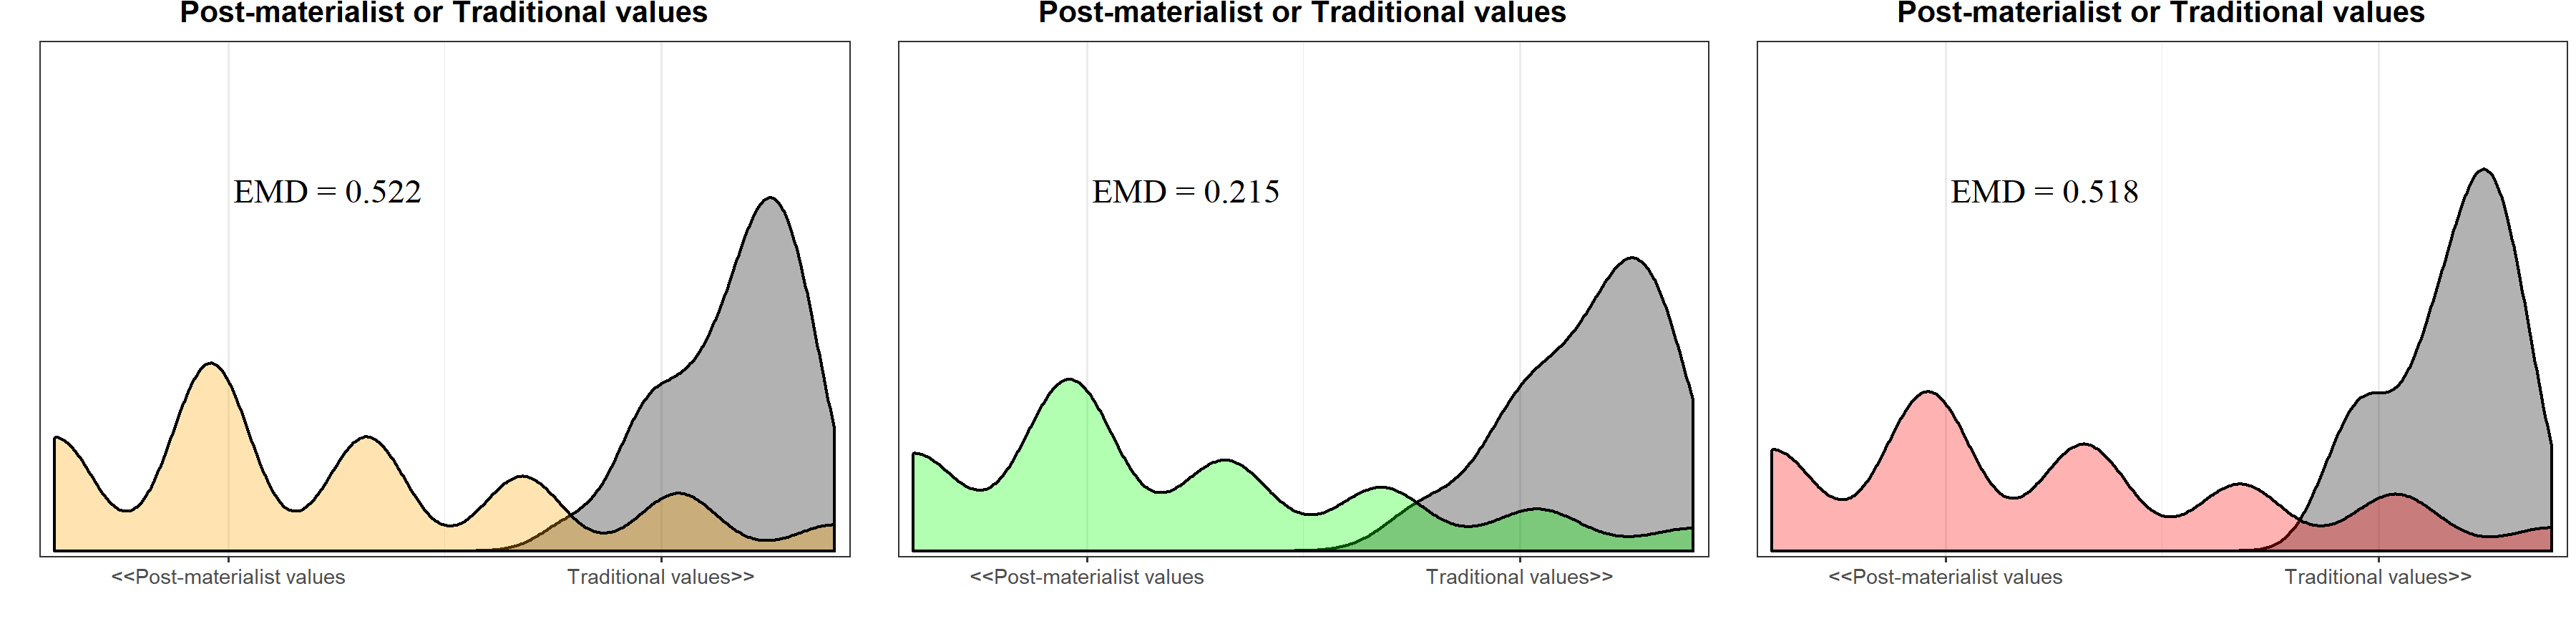 Post-materialist or Traditional values
Post-materialist or Traditional values
Post-materialist or Traditional values
EMD = 0.522
EMD = 0.215
EMD = 0.518
<<Post-materialist values
Traditional values>>
<<Post-materialist values
Traditional values>>
<<Post-materialist values
Traditional values>>